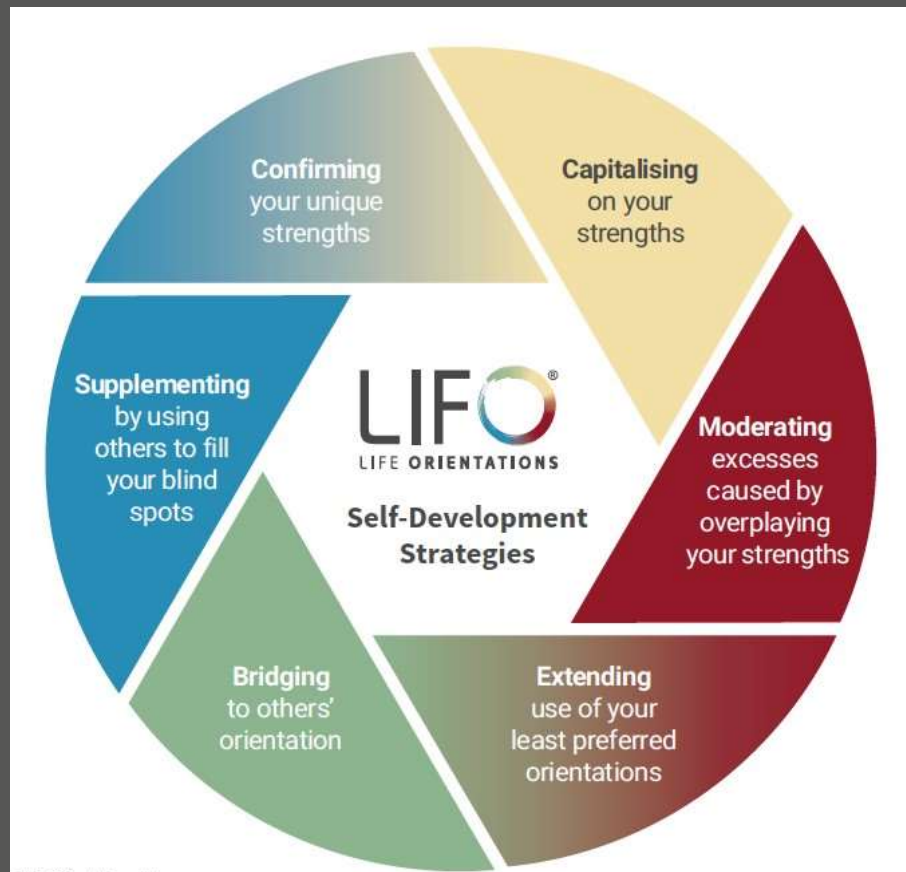 Confirming
your unique
strengths
Capitalising
on your
strengths
Moderating
excesses
caused by
overplaying
your strengths
Extending
use of your
least preferred
orientations
Bridging
to others'
orientation
Supplementing
by using
others to fill
your blind
spots
LIFO®
LIFE ORIENTATIONS
Self-Development
Strategies